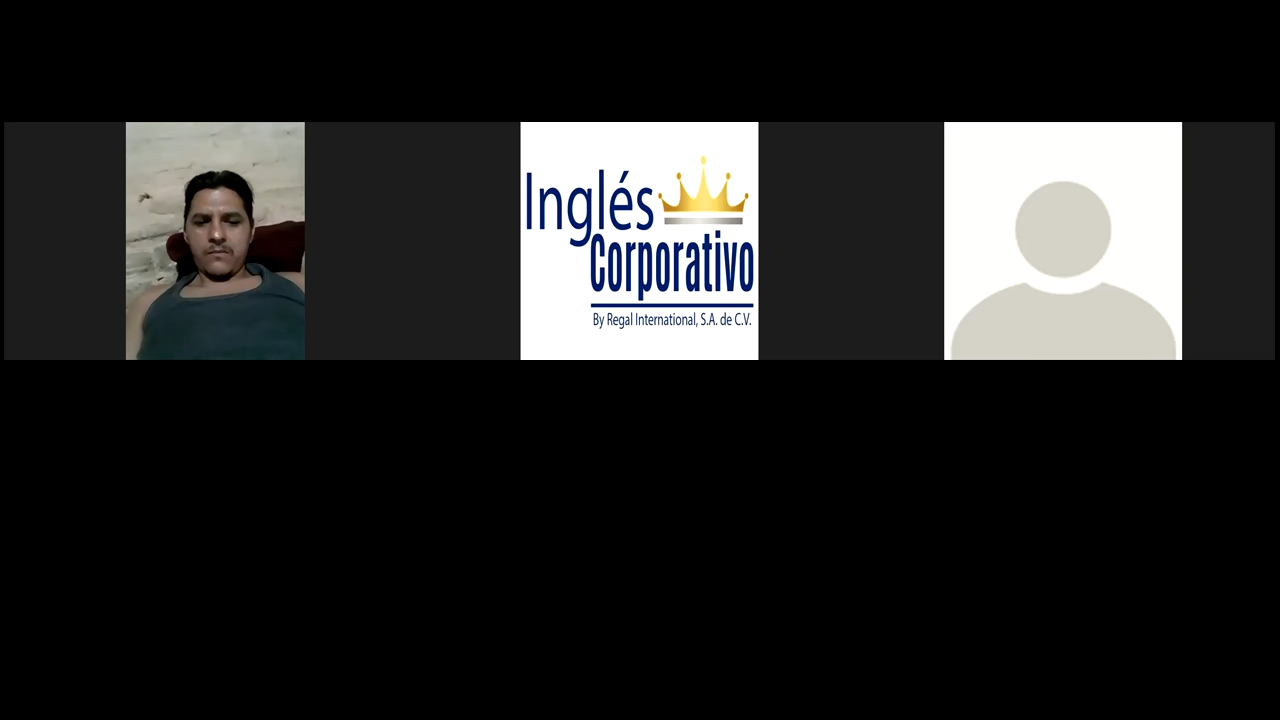 Inglés
Corporativo
By Regal International, S.A. de C.V.